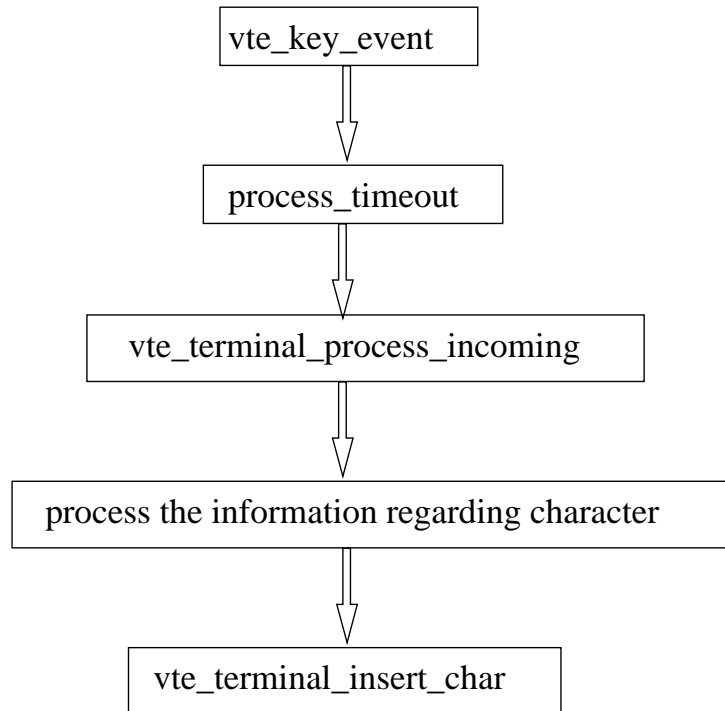 vte_key_event
process_timeout
vte_terminal_process_incoming
process the information regarding character
vte_terminal_insert_char